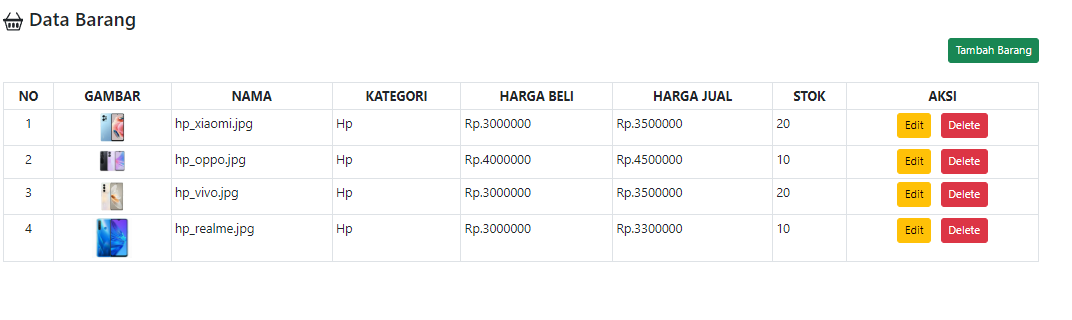 Data Barang
Tambah Barang
NO GAMBAR NAMA KATEGORI HARGA BELI HARGA JUAL STOK AKSI
1 hp_xiaomi.jpg Hp Rp.3000000 Rp.3500000 20 Edit Delete
2 hp_oppo.jpg Hp Rp.4000000 Rp.4500000 10 Edit Delete
3 hp_vivo.jpg Hp Rp.3000000 Rp.3500000 20 Edit Delete
4 hp_realme.jpg Hp Rp.3000000 Rp.3300000 10 Edit Delete